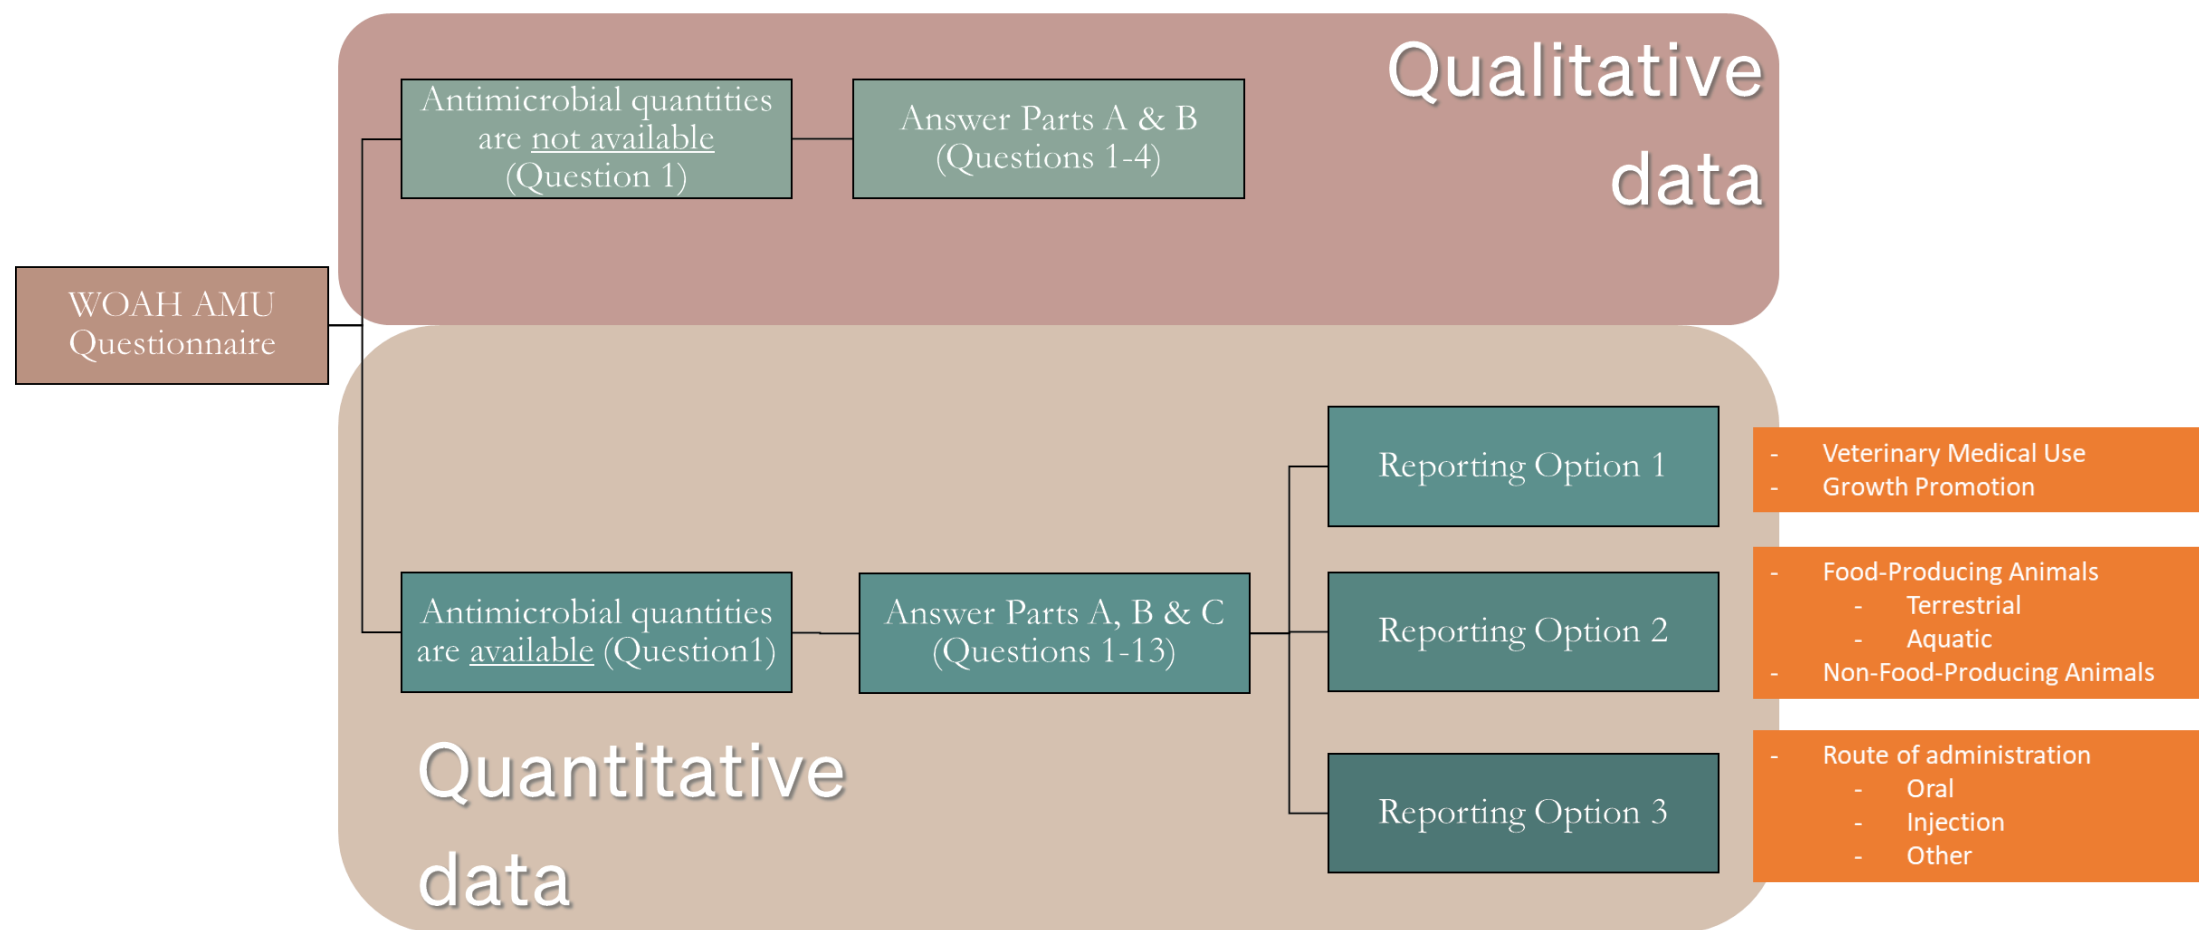 WOAH AMU
Questionnaire
Qualitative
data
Antimicrobial quantities
are not available
(Question 1)
Answer Parts A & B
(Questions 1-4)
Antimicrobial quantities
are available (Question1)
Answer Parts A, B & C
(Questions 1-13)
Quantitative
data
Reporting Option 1
- Veterinary Medical Use
- Growth Promotion
Reporting Option 2
- Food-Producing Animals
- Terrestrial
- Aquatic
- Non-Food-Producing Animals
Reporting Option 3
- Route of administration
- Oral
- Injection
- Other